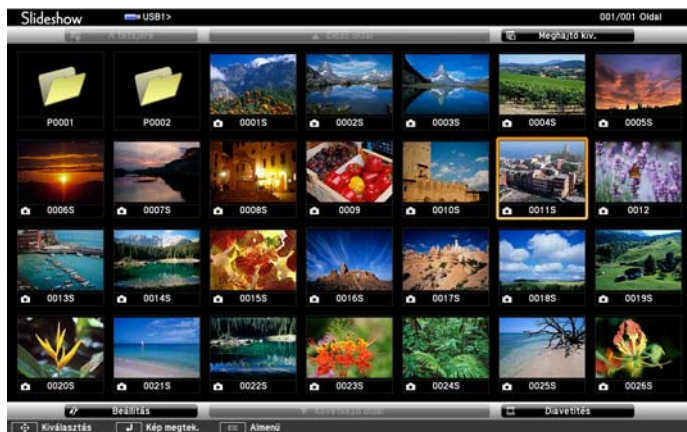 Slideshow USB1> 001/001 Oldal
A tetejére Előző oldal Meghajtó kiv.
P0001 P0002 0001S 0002S 0003S 0004S 0005S
0006S 0007S 0008S 0009 0010S 0011S 0012
0013S 0014S 0015S 0016S 0017S 0018S 0019S
0020S 0021S 0022S 0023S 0024S 0025S 0026S
Beállítás Következő oldal Diavetítés
Kiválasztás Kép megtek. Almenü